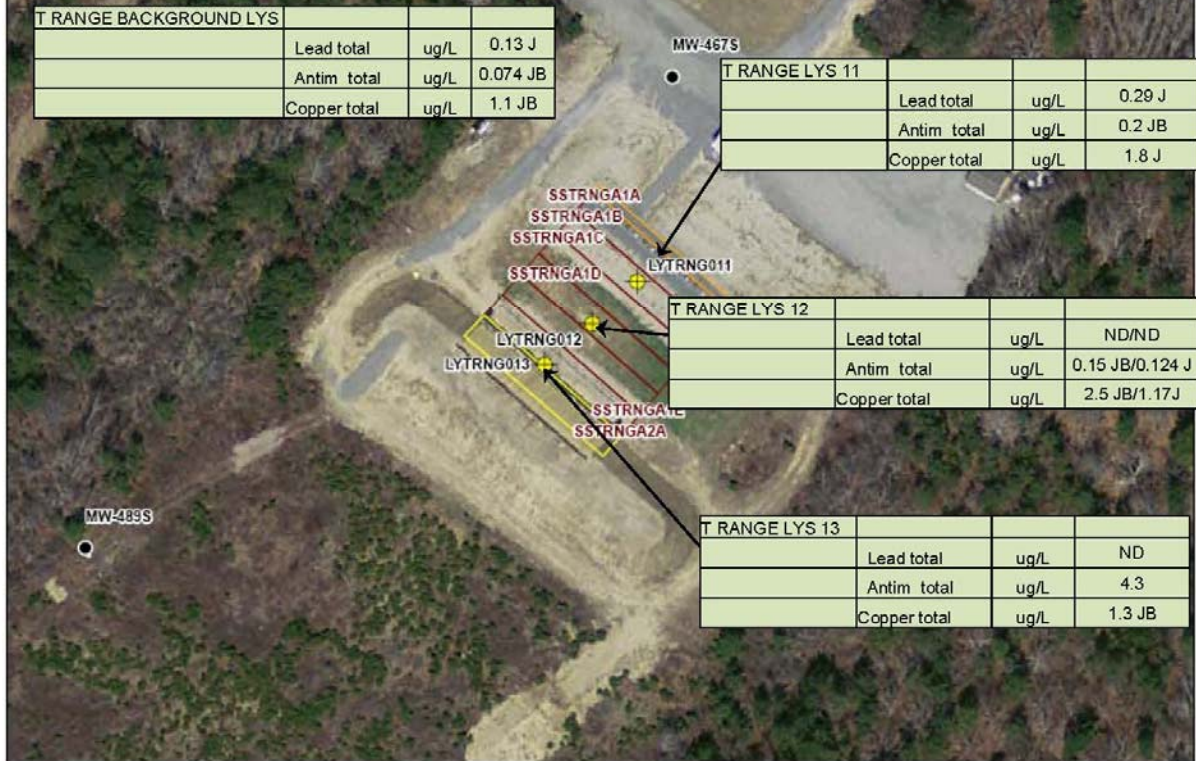 T RANGE BACKGROUND LYS
Lead total ug/L 0.13 J
Antim total ug/L 0.074 JB
Copper total ug/L 1.1 JB
MW-467S
T RANGE LYS 11
Lead total ug/L 0.29 J
Antim total ug/L 0.2 JB
Copper total ug/L 1.8 J
SSTRNGA1A
SSTRNGA1B
SSTRNGA1C
SSTRNGA1D
LYTRNG011
T RANGE LYS 12
Lead total ug/L ND/ND
Antim total ug/L 0.15 JB/0.124 J
Copper total ug/L 2.5 JB/1.17J
LYTRNG012
LYTRNG013
SSTRNGA1E
SSTRNGA2A
MW-489S
T RANGE LYS 13
Lead total ug/L ND
Antim total ug/L 4.3
Copper total ug/L 1.3 JB